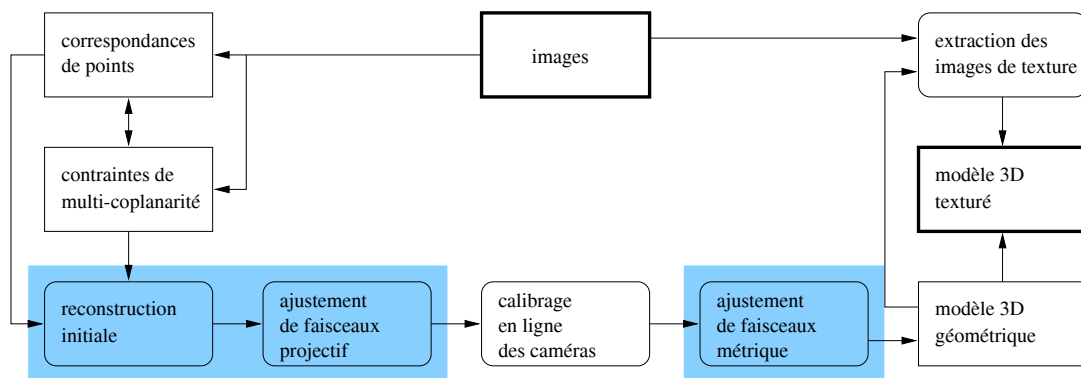 correspondances
de points
images
extraction des
images de texture
contraintes de
multi-coplanarité
modèle 3D
texturé
reconstruction
initiale
ajustement
de faisceaux
projectif
calibrage
en ligne
des caméras
ajustement
de faisceaux
métrique
modèle 3D
géométrique